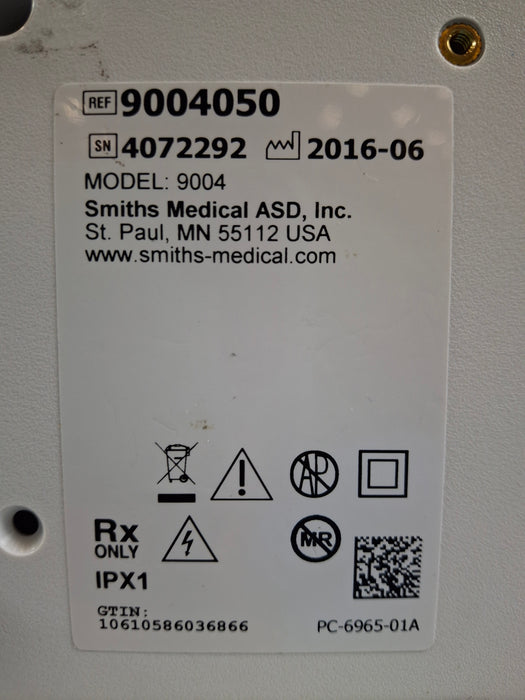 REF 9004050
SN 4072292 2016-06
MODEL: 9004
Smiths Medical ASD, Inc.
St. Paul, MN 55112 USA
www.smiths-medical.com
AP
Rx
ONLY
MR
IPX1
GTIN:
10610586036866 PC-6965-01A